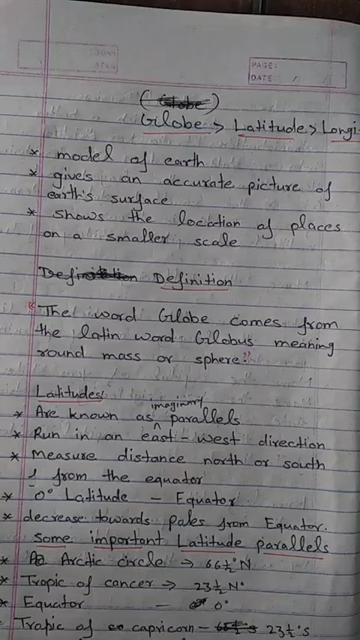 PAGE:
DATE
Globe > Latitude > Longi
* model of earth
* give's an accurate picture of
earth's surface
* shows the location of places
on a smaller scale
Definition
"The word Globe comes from
the latin word Globus meaning
round mass or sphere"
Latitudes
* Are known as imaginary parallels
* Run in an east-west direction
* Measure distance north or south
from the equator
* 0° Latitude - Equator
* decrease towards poles from Equator.
some important Latitude parallels
* Arctic circle → 66½°N
* Tropic of cancer → 23½N°
* Equator - 0°
* Tropic of capricorn - 23½°s